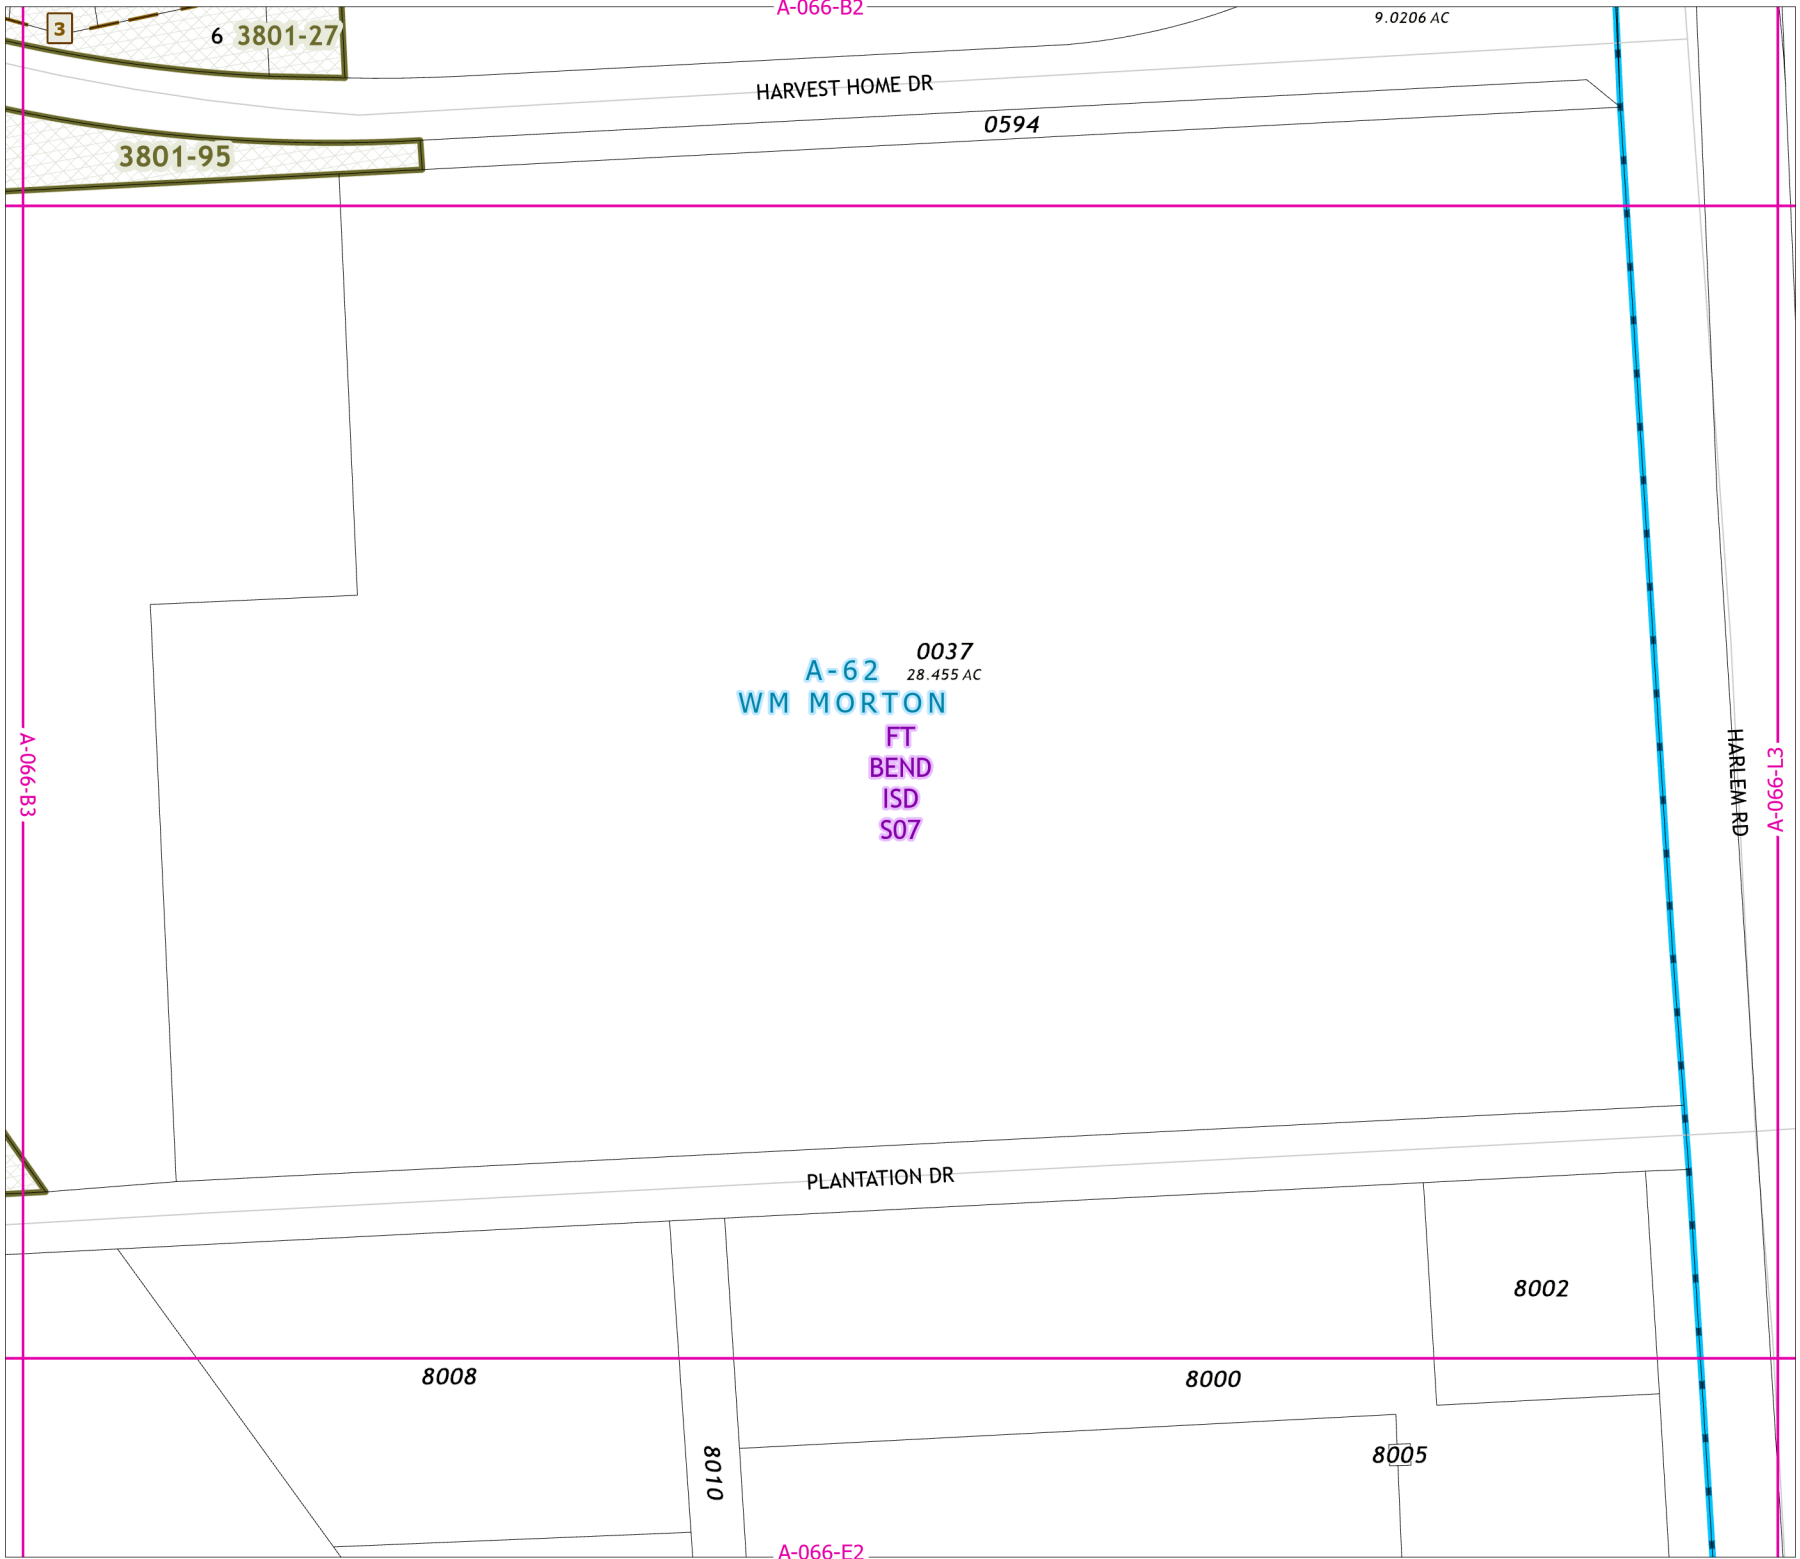 A-066-B2
3
6
3801-27
9.0206 AC
HARVEST HOME DR
0594
3801-95
0037
28.455 AC
A-62
WM MORTON
FT
BEND
ISD
S07
A-066-B3
HARLEM RD
A-066-L3
PLANTATION DR
8002
8008
8000
8010
8005
A-066-E2